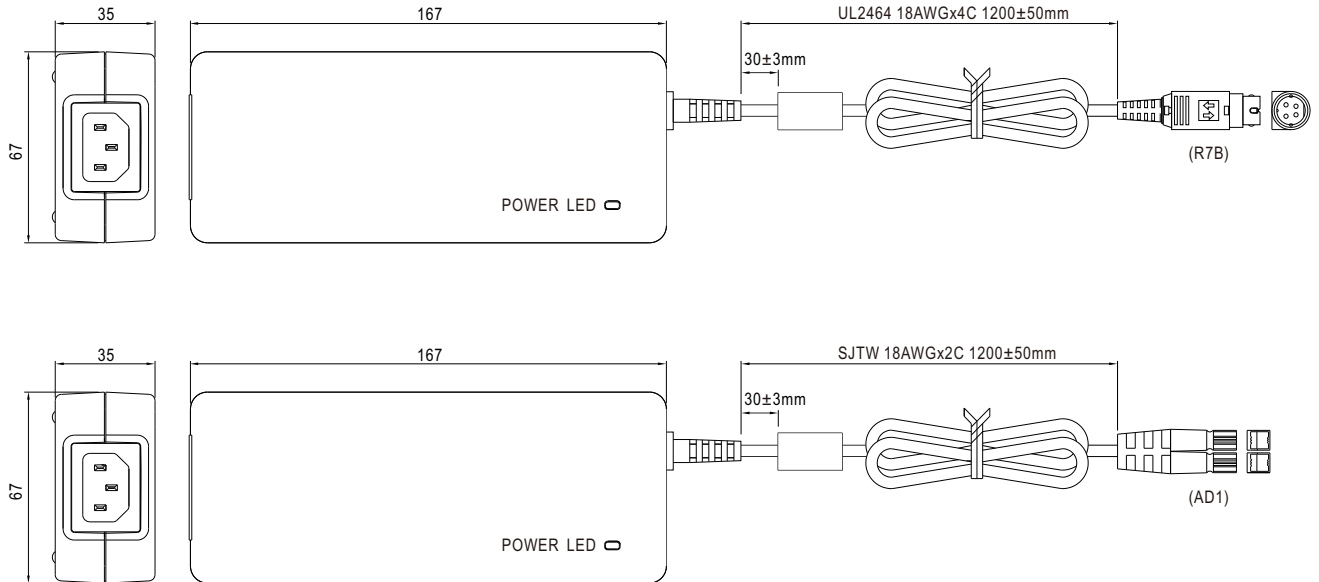 35
167
UL2464 18AWGx4C 1200±50mm
30±3mm
67
(R7B)
POWER LED
35
167
SJTW 18AWGx2C 1200±50mm
30±3mm
67
(AD1)
POWER LED